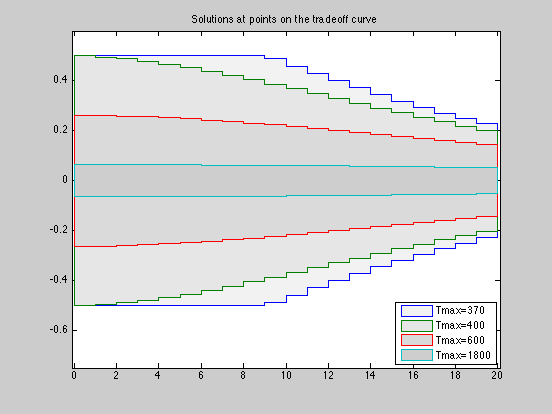 Solutions at points on the tradeoff curve
0.4
0.2
0
-0.2
-0.4
-0.6
Tmax=370
Tmax=400
Tmax=600
Tmax=1800
0 2 4 6 8 10 12 14 16 18 20